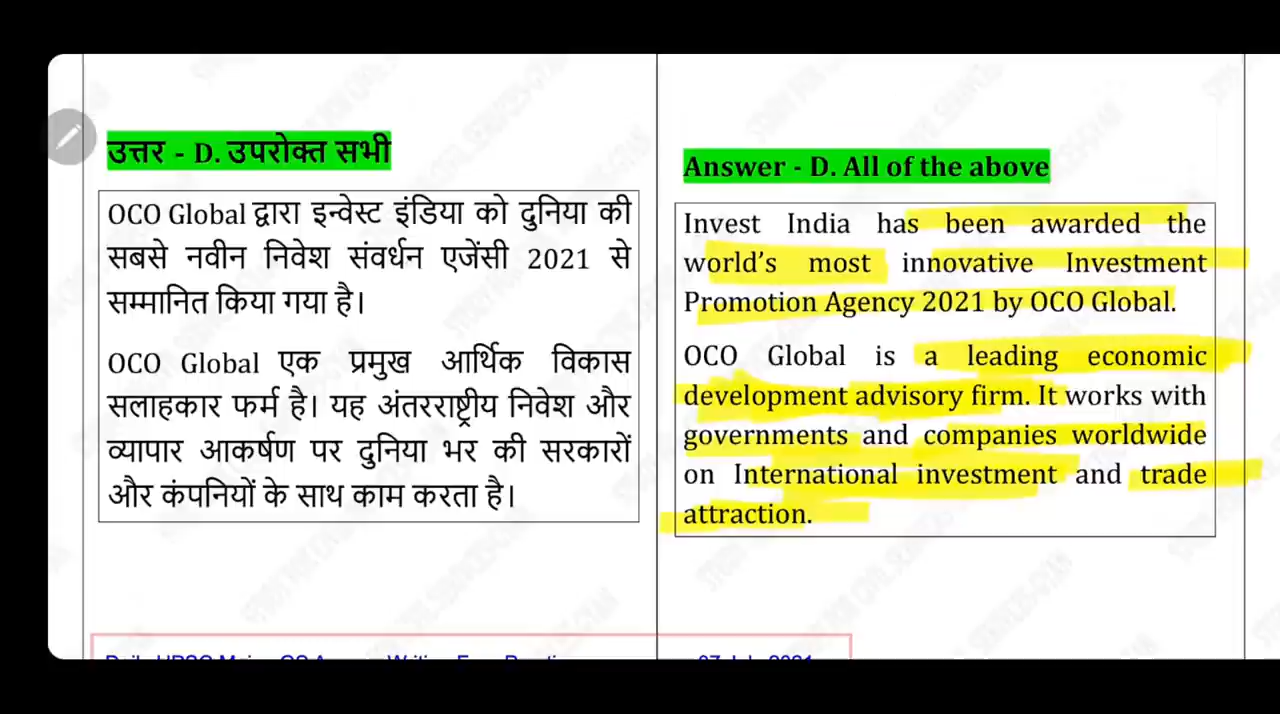 उत्तर - D. उपरोक्त सभी
OCO Global द्वारा इन्वेस्ट इंडिया को दुनिया की
सबसे नवीन निवेश संवर्धन एजेंसी 2021 से
सम्मानित किया गया है।
OCO Global एक प्रमुख आर्थिक विकास
सलाहकार फर्म है। यह अंतरराष्ट्रीय निवेश और
व्यापार आकर्षण पर दुनिया भर की सरकारों
और कंपनियों के साथ काम करता है।
Answer - D. All of the above
Invest India has been awarded the
world's most innovative Investment
Promotion Agency 2021 by OCO Global.
OCO Global is a leading economic
development advisory firm. It works with
governments and companies worldwide
on International investment and trade
attraction.